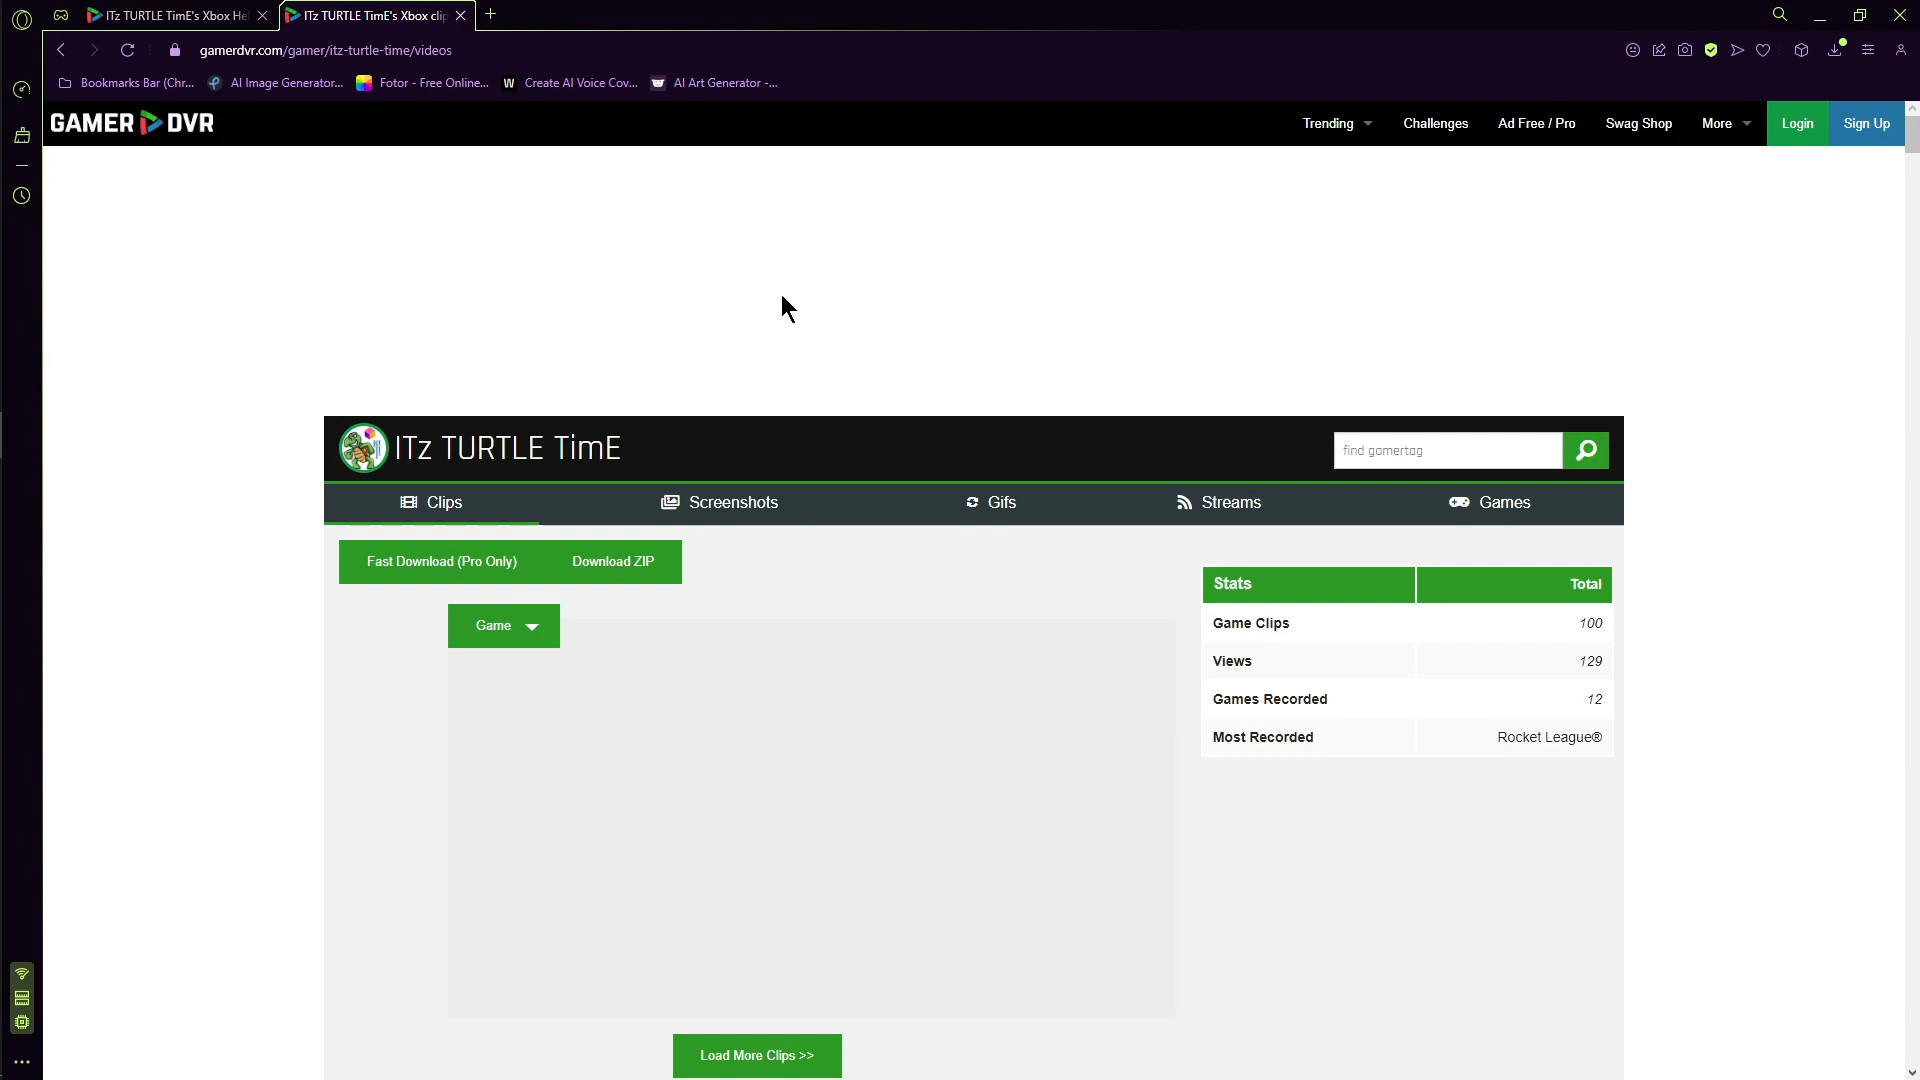 ITz TURTLE TimE's Xbox He
ITz TURTLE TimE's Xbox clip
gamerdvr.com/gamer/itz-turtle-time/videos
Bookmarks Bar (Chr...
AI Image Generator...
Fotor - Free Online...
W Create AI Voice Cov...
AI Art Generator -...
GAMER DVR
Trending
Challenges
Ad Free / Pro
Swag Shop
More
Login
Sign Up
ITz TURTLE TimE
find gamertag
Clips
Screenshots
Gifs
Streams
Games
Fast Download (Pro Only)
Download ZIP
Game
Stats Total
Game Clips 100
Views 129
Games Recorded 12
Most Recorded Rocket League®
Load More Clips >>